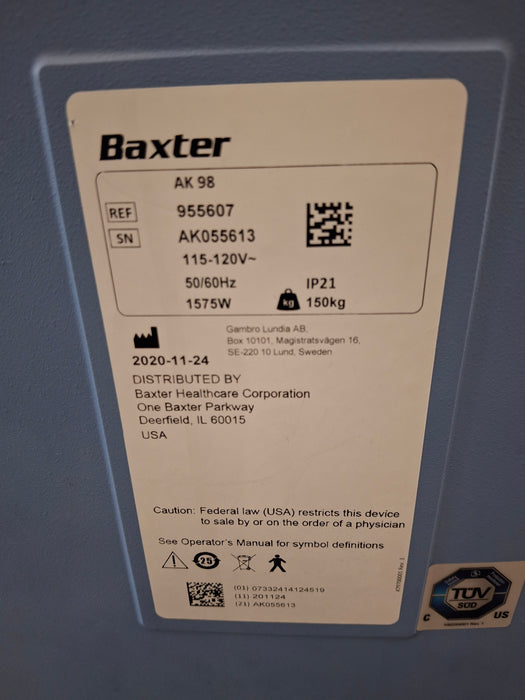 Baxter
AK 98
REF 955607
SN AK055613
115-120V~
50/60Hz IP21
1575W kg 150kg
Gambro Lundia AB,
Box 10101, Magistratsvägen 16,
SE-220 10 Lund, Sweden
2020-11-24
DISTRIBUTED BY
Baxter Healthcare Corporation
One Baxter Parkway
Deerfield, IL 60015
USA
Caution: Federal law (USA) restricts this device
to sale by or on the order of a physician
See Operator's Manual for symbol definitions
25
(01) 07332414124519
(11) 201124
(21) AK055613
TÜV
SÜD
C US